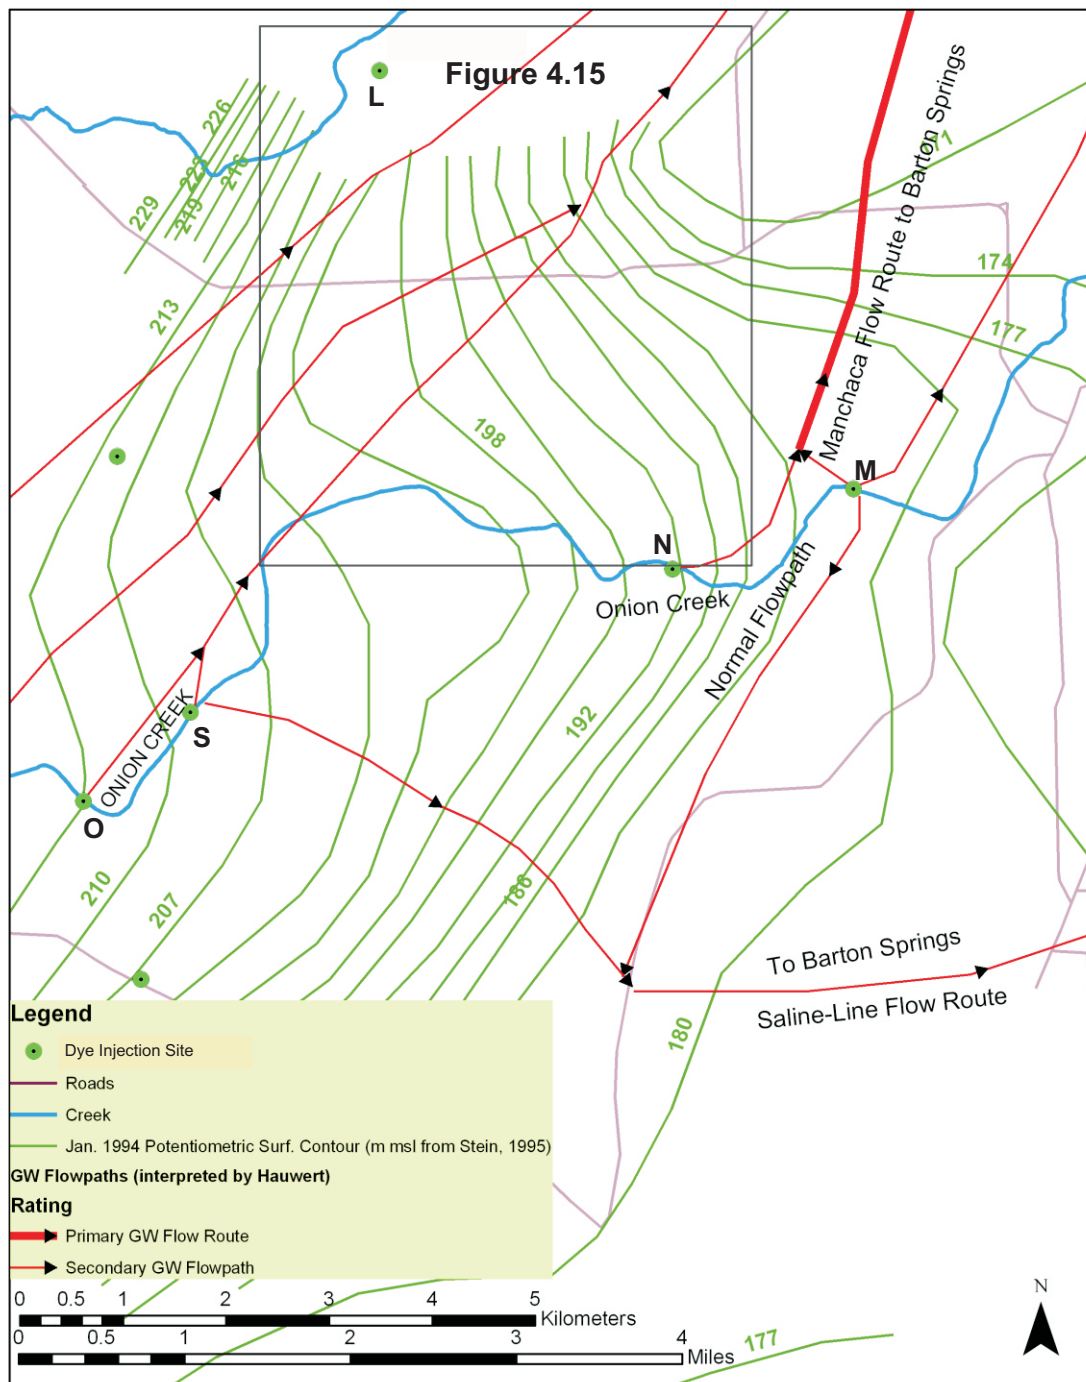 Figure 4.15
L
226
223
216
229
219
213
171
174
177
198
Manchaca Flow Route to Barton Springs
M
N
Onion Creek
Normal Flowpath
ONION CREEK
S
O
192
186
210
207
To Barton Springs
Saline-Line Flow Route
180
Legend
Dye Injection Site
Roads
Creek
Jan. 1994 Potentiometric Surf. Contour (m msl from Stein, 1995)
GW Flowpaths (interpreted by Hauwert)
Rating
Primary GW Flow Route
Secondary GW Flowpath
0 0.5 1 2 3 4 5
Kilometers
0 0.5 1 2 3 4
Miles
177
N